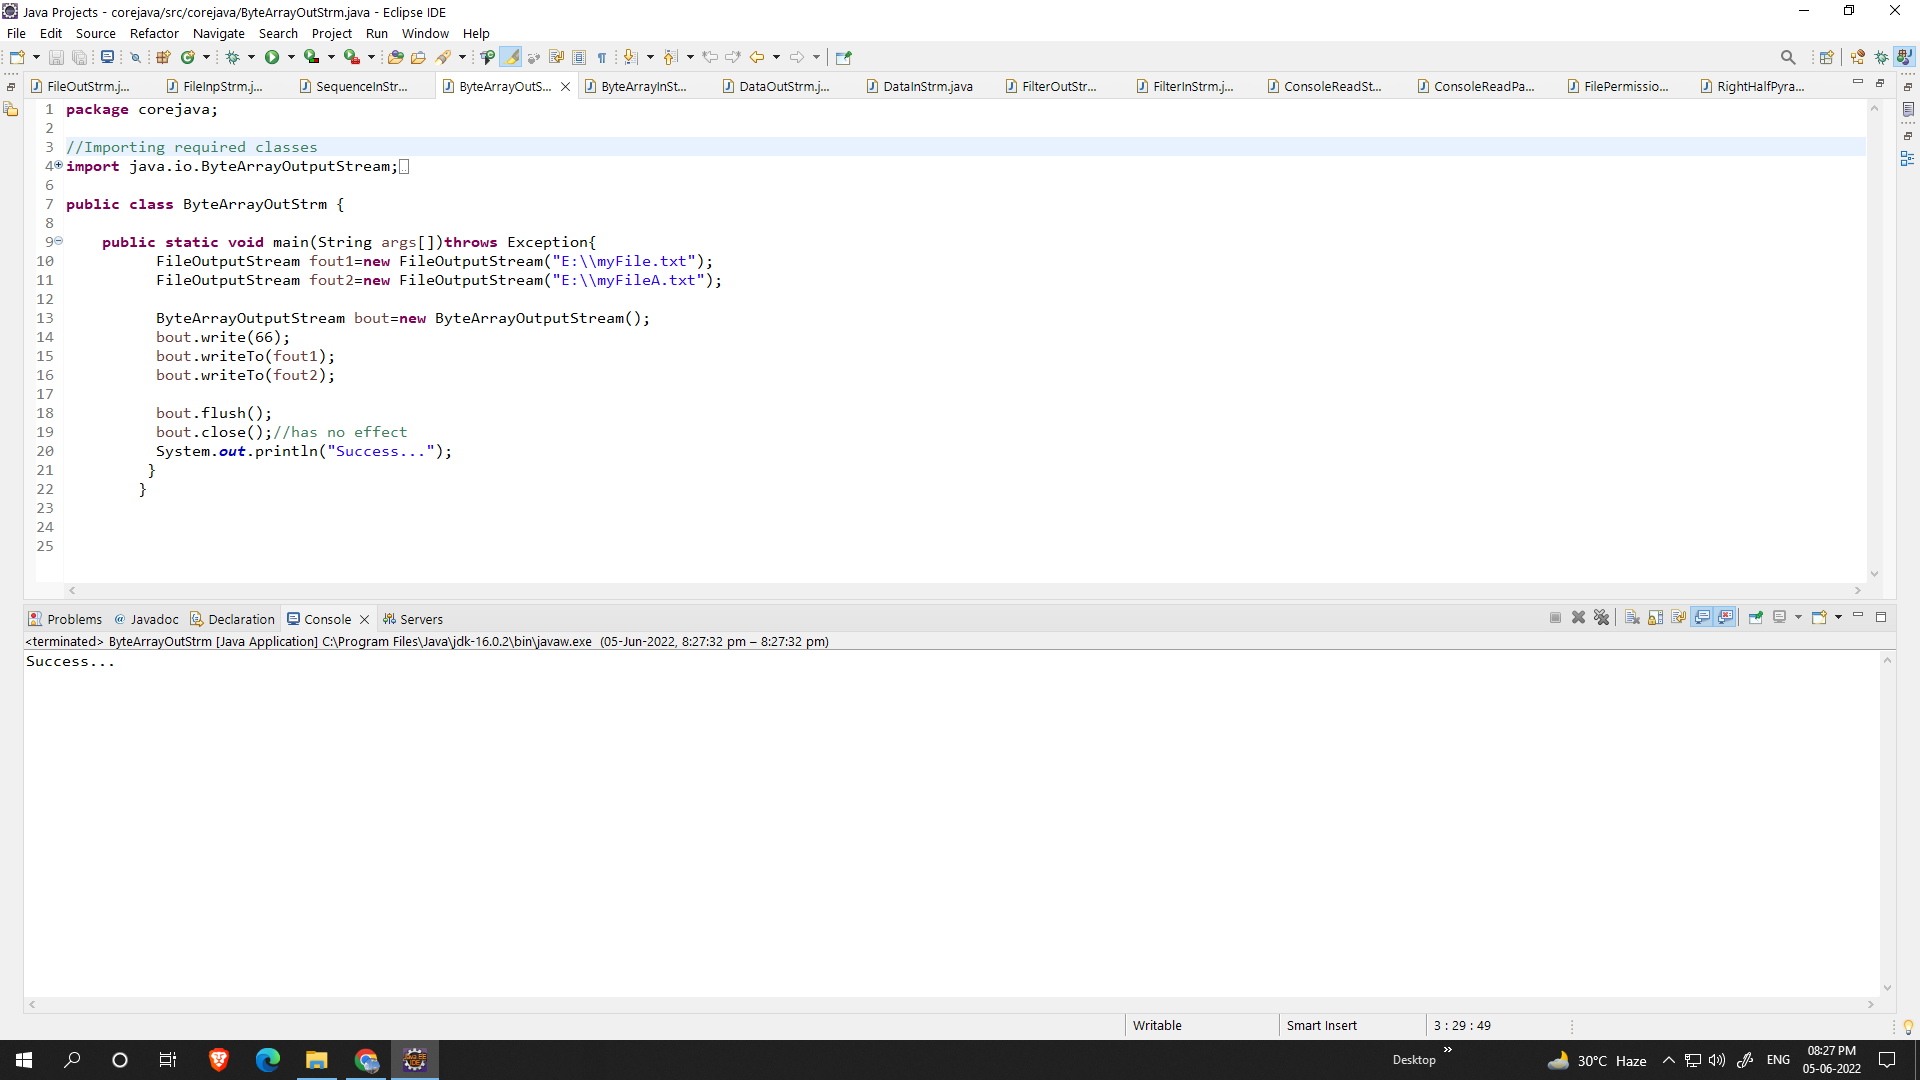 Java Projects - corejava/src/corejava/ByteArrayOutStrm.java - Eclipse IDE
File Edit Source Refactor Navigate Search Project Run Window Help
FileOutStrm.j... FileInpStrm.j... SequenceInStr... ByteArrayOutS... ByteArrayInSt... DataOutStrm.j... DataInStrm.java FilterOutStr... FilterInStrm.j... ConsoleReadSt... ConsoleReadPa... FilePermissio... RightHalfPyra...
1 package corejava;
2
3 //Importing required classes
4 import java.io.ByteArrayOutputStream;
6
7 public class ByteArrayOutStrm {
8
9 public static void main(String args[])throws Exception{
10 FileOutputStream fout1=new FileOutputStream("E:\\myFile.txt");
11 FileOutputStream fout2=new FileOutputStream("E:\\myFileA.txt");
12
13 ByteArrayOutputStream bout=new ByteArrayOutputStream();
14 bout.write(66);
15 bout.writeTo(fout1);
16 bout.writeTo(fout2);
17
18 bout.flush();
19 bout.close();//has no effect
20 System.out.println("Success...");
21 }
22 }
23
24
25
Problems @ Javadoc Declaration Console Servers
<terminated> ByteArrayOutStrm [Java Application] C:\Program Files\Java\jdk-16.0.2\bin\javaw.exe (05-Jun-2022, 8:27:32 pm – 8:27:32 pm)
Success...
Writable Smart Insert 3 : 29 : 49
Desktop » 30°C Haze ENG 08:27 PM
05-06-2022